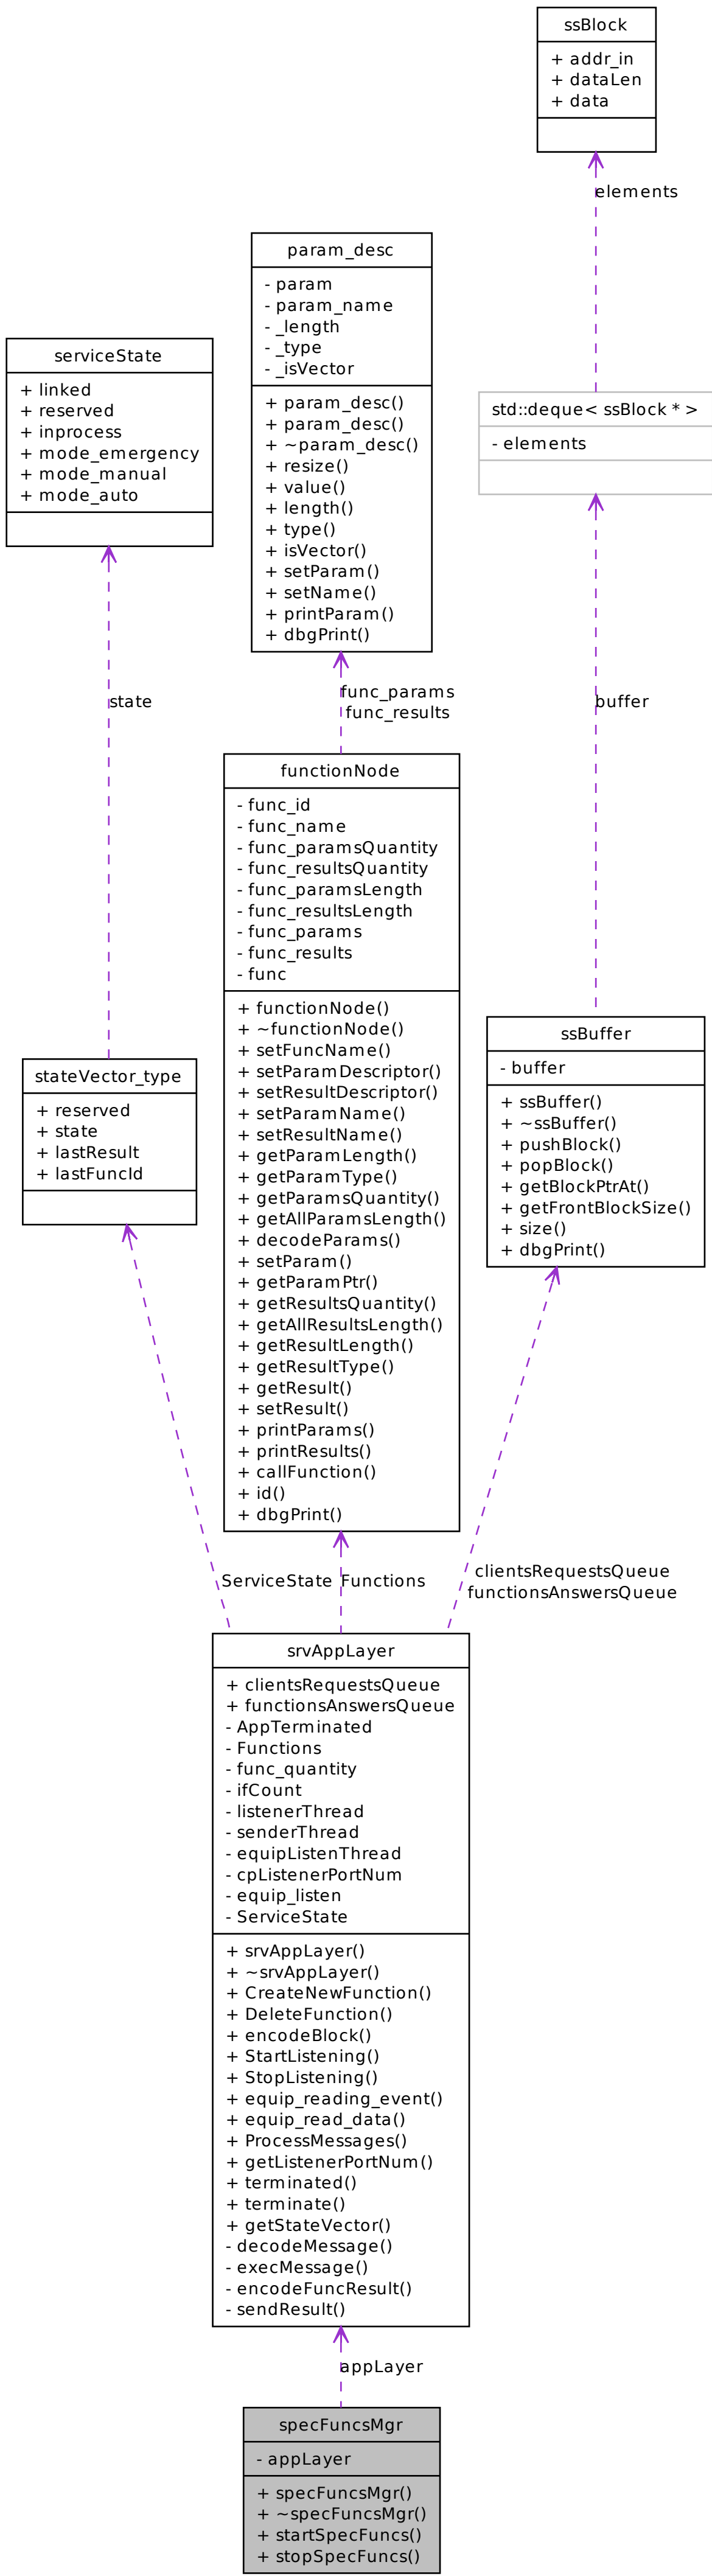 ssBlock
+ addr_in
+ dataLen
+ data
elements
param_desc
- param
- param_name
- _length
- _type
- _isVector
+ param_desc()
+ param_desc()
+ ~param_desc()
+ resize()
+ value()
+ length()
+ type()
+ isVector()
+ setParam()
+ setName()
+ printParam()
+ dbgPrint()
serviceState
+ linked
+ reserved
+ inprocess
+ mode_emergency
+ mode_manual
+ mode_auto
std::deque< ssBlock * >
- elements
state
func_params
func_results
buffer
functionNode
- func_id
- func_name
- func_paramsQuantity
- func_resultsQuantity
- func_paramsLength
- func_resultsLength
- func_params
- func_results
- func
+ functionNode()
+ ~functionNode()
+ setFuncName()
+ setParamDescriptor()
+ setResultDescriptor()
+ setParamName()
+ setResultName()
+ getParamLength()
+ getParamType()
+ getParamsQuantity()
+ getAllParamsLength()
+ decodeParams()
+ setParam()
+ getParamPtr()
+ getResultsQuantity()
+ getAllResultsLength()
+ getResultLength()
+ getResultType()
+ getResult()
+ setResult()
+ printParams()
+ printResults()
+ callFunction()
+ id()
+ dbgPrint()
ssBuffer
- buffer
+ ssBuffer()
+ ~ssBuffer()
+ pushBlock()
+ popBlock()
+ getBlockPtrAt()
+ getFrontBlockSize()
+ size()
+ dbgPrint()
stateVector_type
+ reserved
+ state
+ lastResult
+ lastFuncId
ServiceState
Functions
clientsRequestsQueue
functionsAnswersQueue
srvAppLayer
+ clientsRequestsQueue
+ functionsAnswersQueue
- AppTerminated
- Functions
- func_quantity
- ifCount
- listenerThread
- senderThread
- equipListenThread
- cpListenerPortNum
- equip_listen
- ServiceState
+ srvAppLayer()
+ ~srvAppLayer()
+ CreateNewFunction()
+ DeleteFunction()
+ encodeBlock()
+ StartListening()
+ StopListening()
+ equip_reading_event()
+ equip_read_data()
+ ProcessMessages()
+ getListenerPortNum()
+ terminated()
+ terminate()
+ getStateVector()
- decodeMessage()
- execMessage()
- encodeFuncResult()
- sendResult()
appLayer
specFuncsMgr
- appLayer
+ specFuncsMgr()
+ ~specFuncsMgr()
+ startSpecFuncs()
+ stopSpecFuncs()